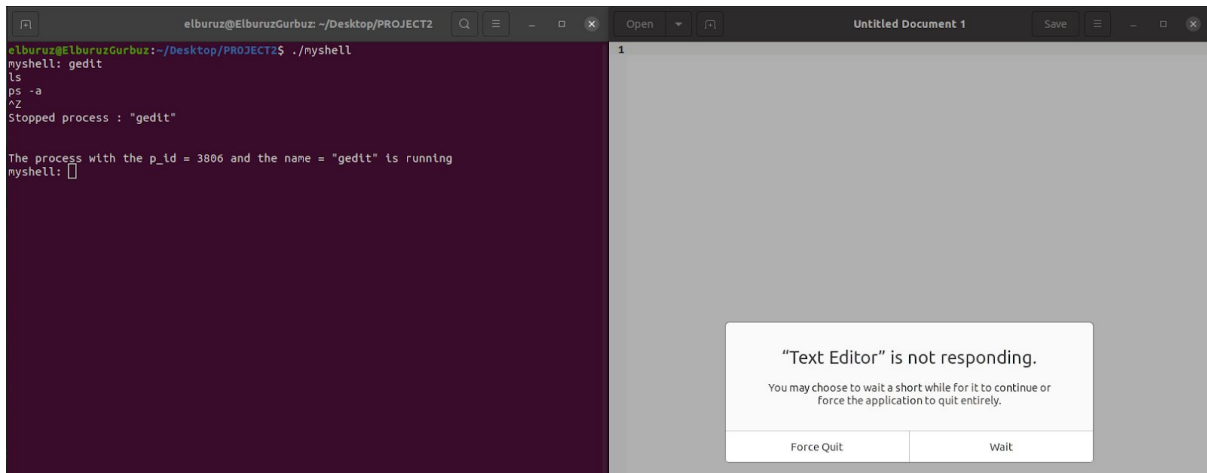 elburuz@ElburuzGurbuz: ~/Desktop/PROJECT2
elburuz@ElburuzGurbuz:~/Desktop/PROJECT2$ ./myshell
myshell: gedit
ls
ps -a
^Z
Stopped process : "gedit"
The process with the p_id = 3806 and the name = "gedit" is running
myshell:
Open
Untitled Document 1
Save
1
“Text Editor” is not responding.
You may choose to wait a short while for it to continue or
force the application to quit entirely.
Force Quit
Wait